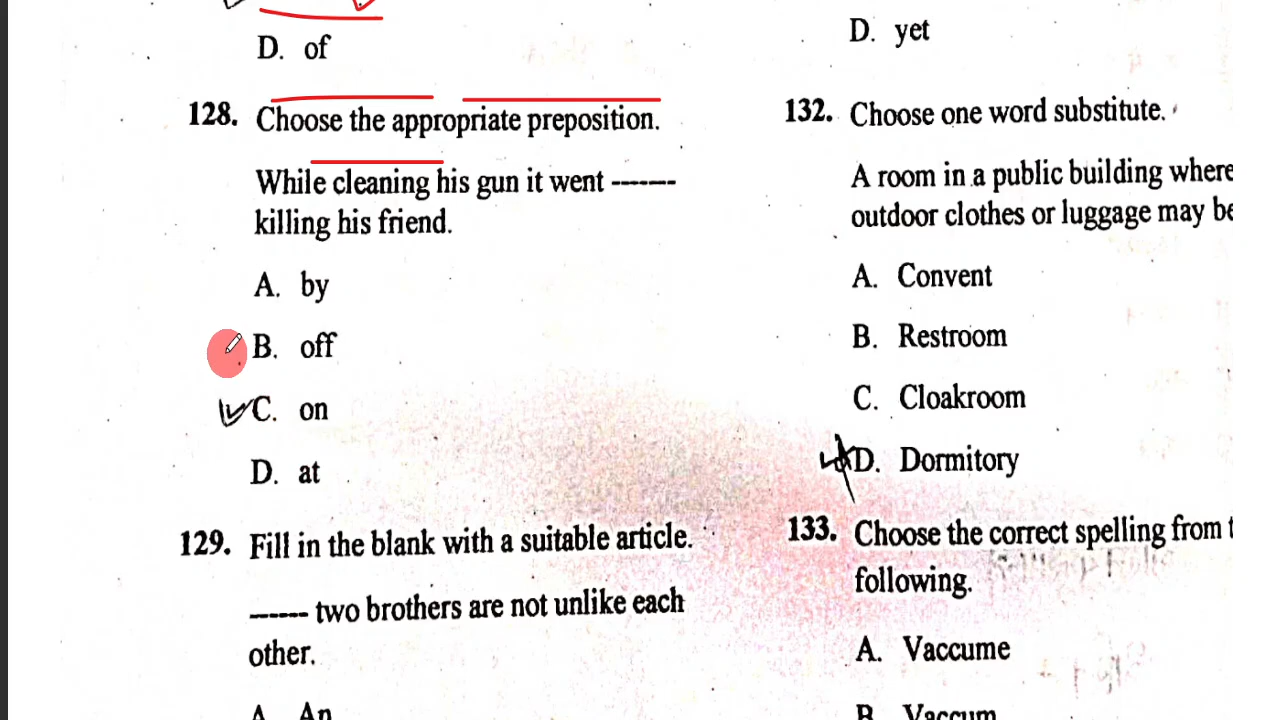 D. of
128. Choose the appropriate preposition.
While cleaning his gun it went -------
killing his friend.
A. by
B. off
C. on
D. at
129. Fill in the blank with a suitable article.
------ two brothers are not unlike each
other.
A. An
D. yet
132. Choose one word substitute.
A room in a public building where
outdoor clothes or luggage may be
A. Convent
B. Restroom
C. Cloakroom
D. Dormitory
133. Choose the correct spelling from t
following.
A. Vaccume
B. Vaccum